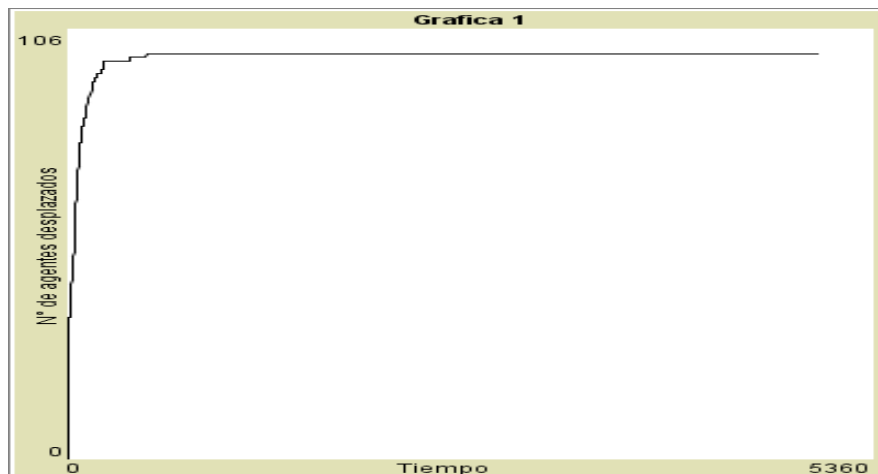 Grafica 1
106
N° de agentes desplazados
0
0 Tiempo 5360